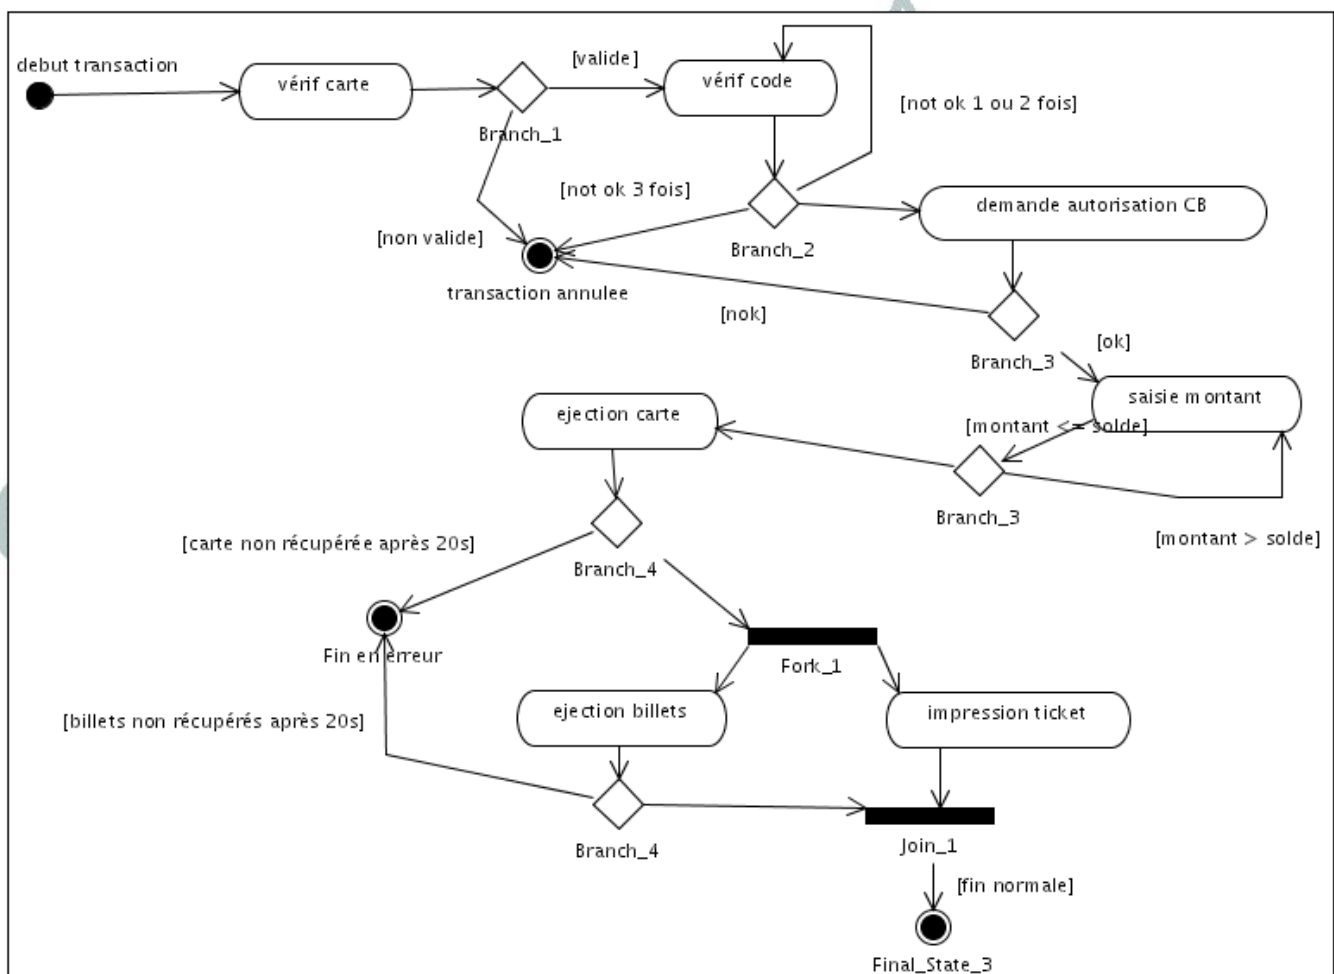 debut transaction
vérif carte
[valide]
vérif code
[not ok 1 ou 2 fois]
Branch_1
[not ok 3 fois]
demande autorisation CB
[non valide]
Branch_2
transaction annulee
[nok]
[ok]
Branch_3
saisie montant
ejection carte
[montant <= solde]
Branch_3
[montant > solde]
[carte non récupérée après 20s]
Branch_4
Fin en erreur
Fork_1
[billets non récupérés après 20s]
ejection billets
impression ticket
Branch_4
Join_1
[fin normale]
Final_State_3